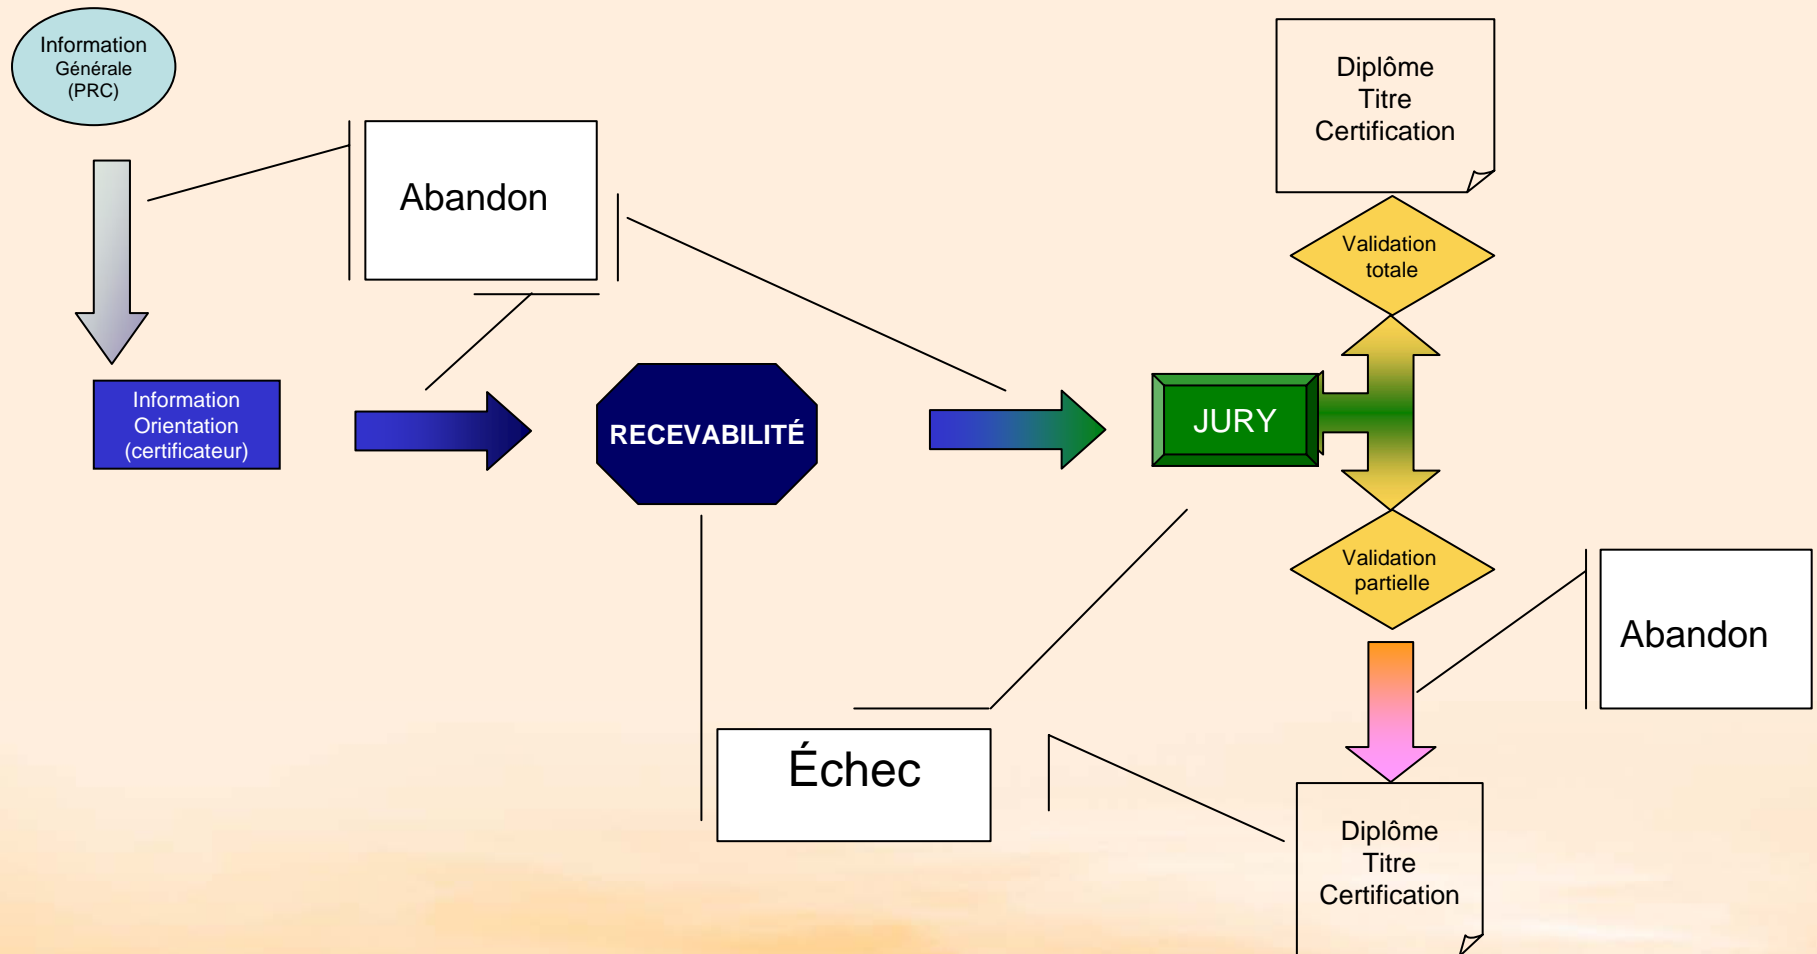 Information
Générale
(PRC)
Diplôme
Titre
Certification
Abandon
Validation
totale
Information
Orientation
(certificateur)
RECEVABILITÉ
JURY
Validation
partielle
Abandon
Échec
Diplôme
Titre
Certification